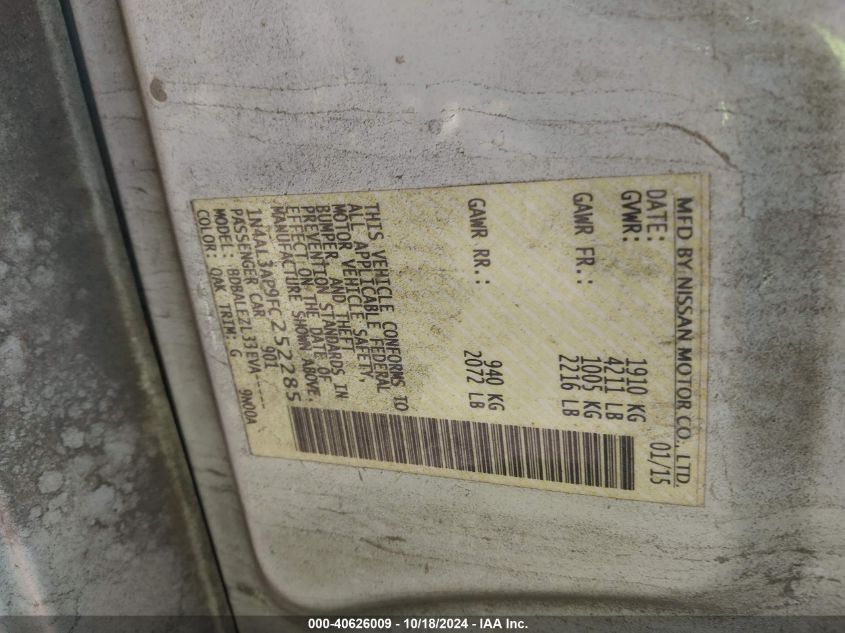 MFD BY NISSAN MOTOR CO., LTD.
DATE: 01/15
GVWR: 1910 KG
4211 LB
GAWR FR.: 1005 KG
2216 LB
GAWR RR.: 940 KG
2072 LB
THIS VEHICLE CONFORMS TO
ALL APPLICABLE FEDERAL
MOTOR VEHICLE SAFETY,
BUMPER, AND THEFT
PREVENTION STANDARDS IN
EFFECT ON THE DATE OF
MANUFACTURE SHOWN ABOVE.
1N4AL3AP9FC252285
PASSENGER CAR 901
MODEL: BDBALEZL33EVA-----
COLOR: QAK TRIM: G 9N00A
000-40626009 - 10/18/2024 - IAA Inc.